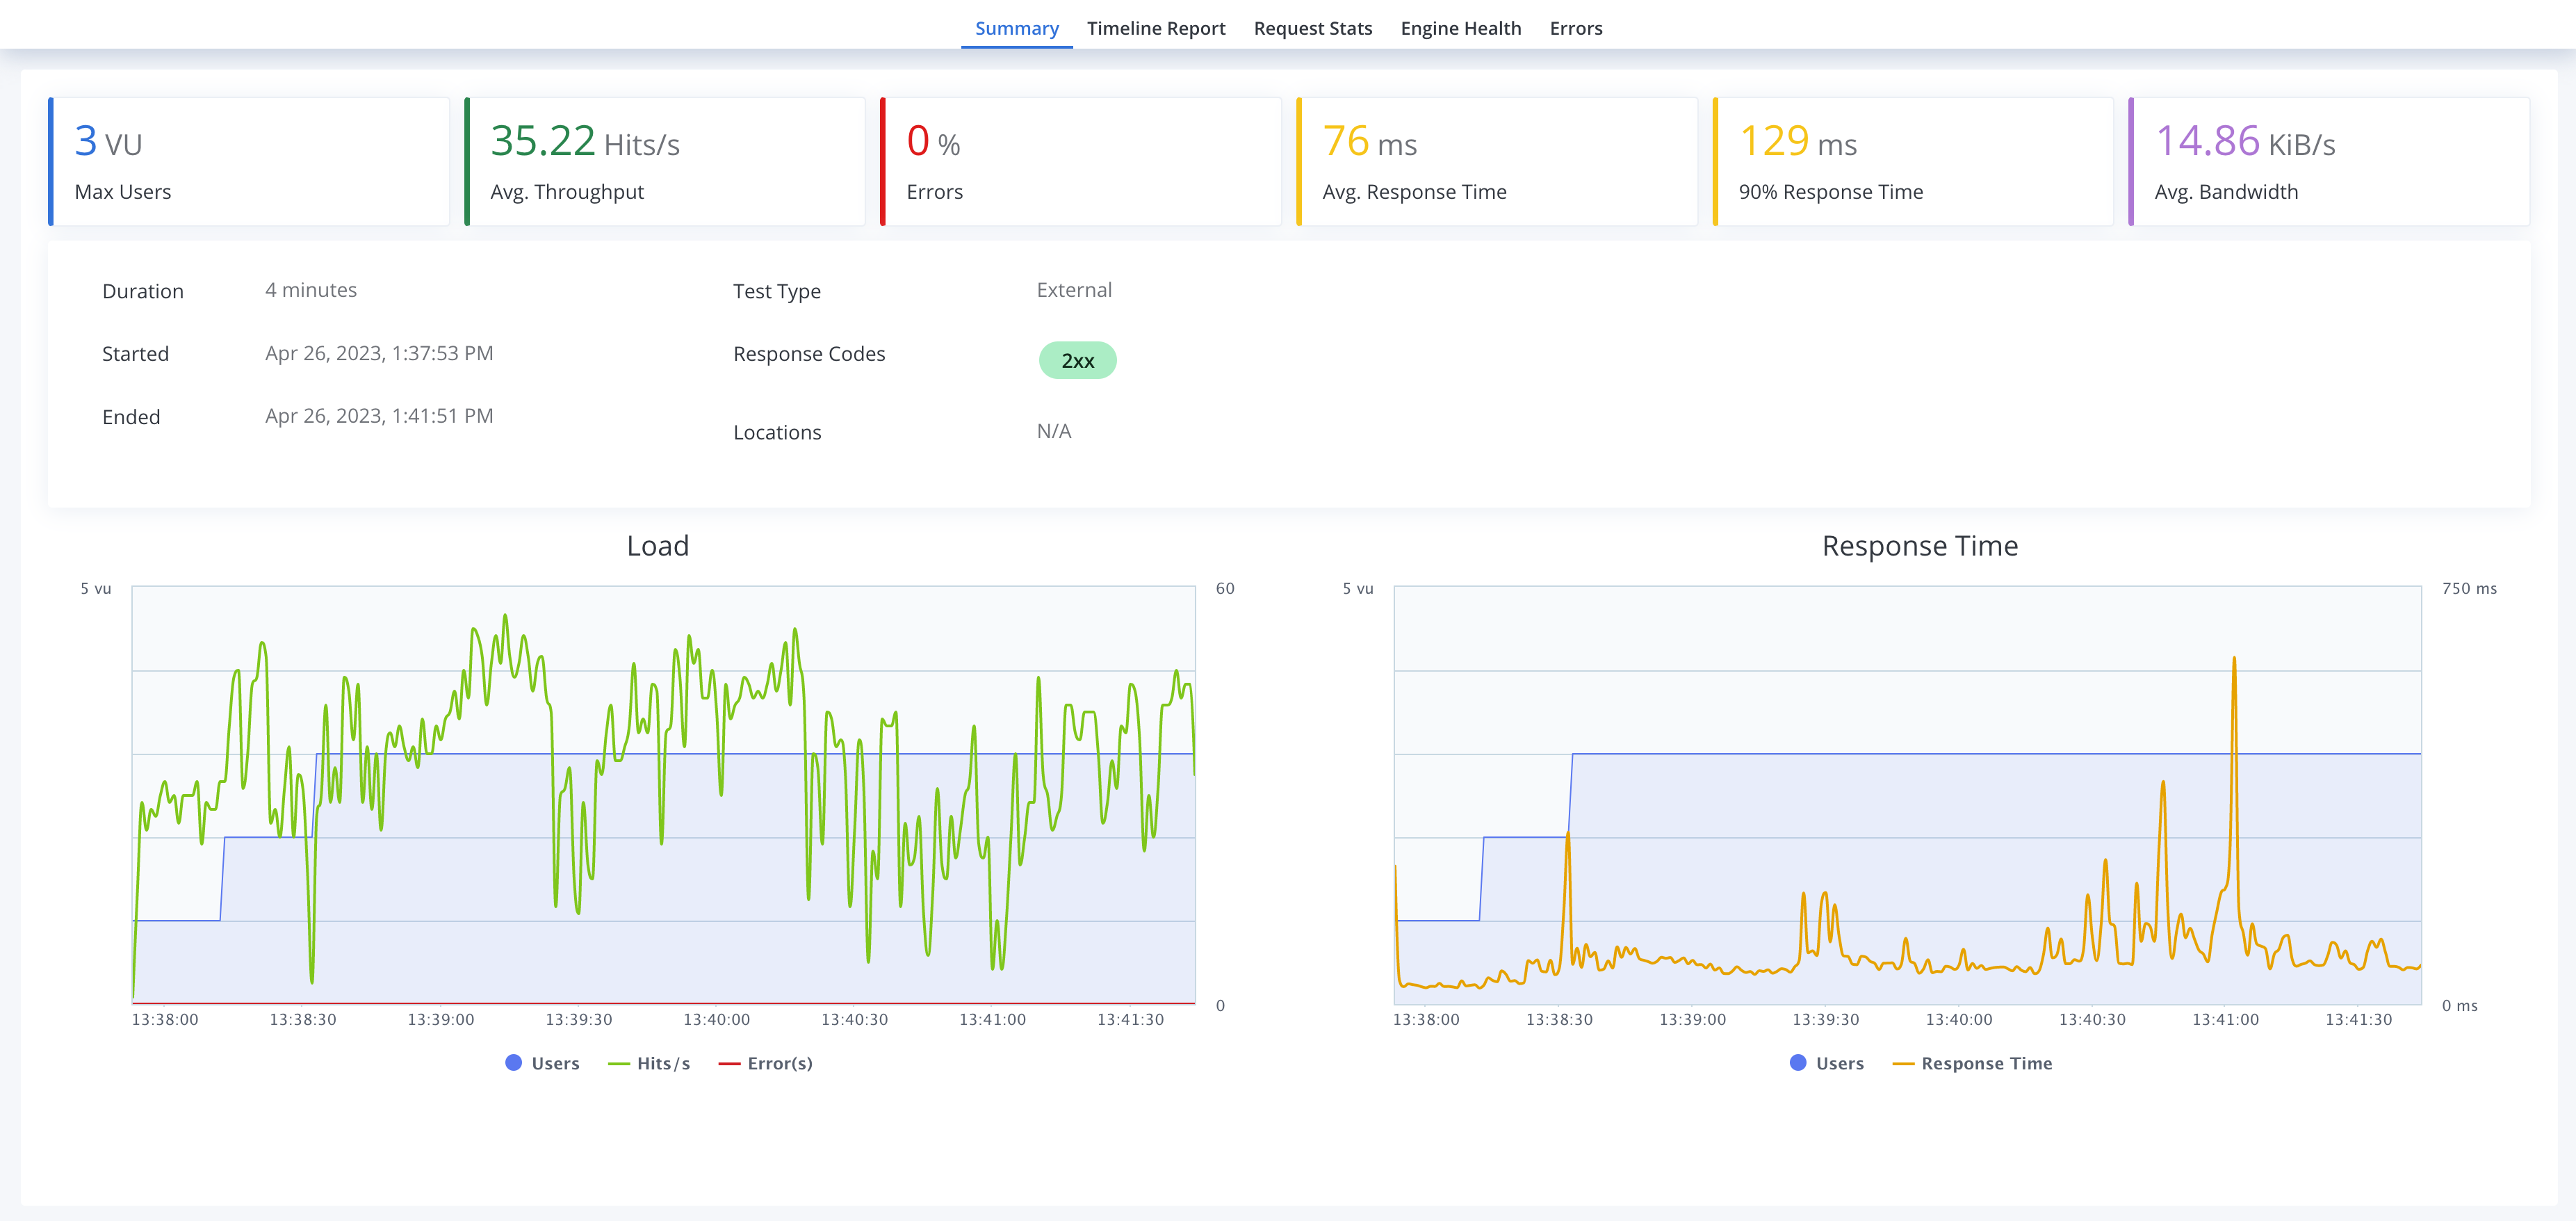 Summary Timeline Report Request Stats Engine Health Errors
3 VU
Max Users
35.22 Hits/s
Avg. Throughput
0 %
Errors
76 ms
Avg. Response Time
129 ms
90% Response Time
14.86 KiB/s
Avg. Bandwidth
Duration 4 minutes
Started Apr 26, 2023, 1:37:53 PM
Ended Apr 26, 2023, 1:41:51 PM
Test Type External
Response Codes 2xx
Locations N/A
Load
5 vu
60
0
13:38:00 13:38:30 13:39:00 13:39:30 13:40:00 13:40:30 13:41:00 13:41:30
Users Hits/s Error(s)
Response Time
5 vu
750 ms
0 ms
13:38:00 13:38:30 13:39:00 13:39:30 13:40:00 13:40:30 13:41:00 13:41:30
Users Response Time